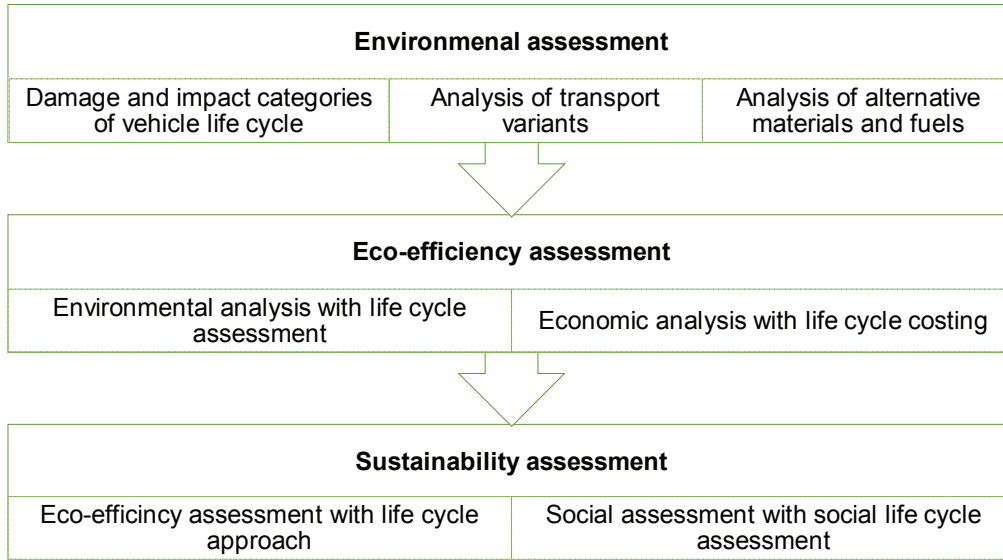 Environmenal assessment
Damage and impact categories
of vehicle life cycle
Analysis of transport
variants
Analysis of alternative
materials and fuels
Eco-efficiency assessment
Environmental analysis with life cycle
assessment
Economic analysis with life cycle costing
Sustainability assessment
Eco-efficincy assessment with life cycle
approach
Social assessment with social life cycle
assessment